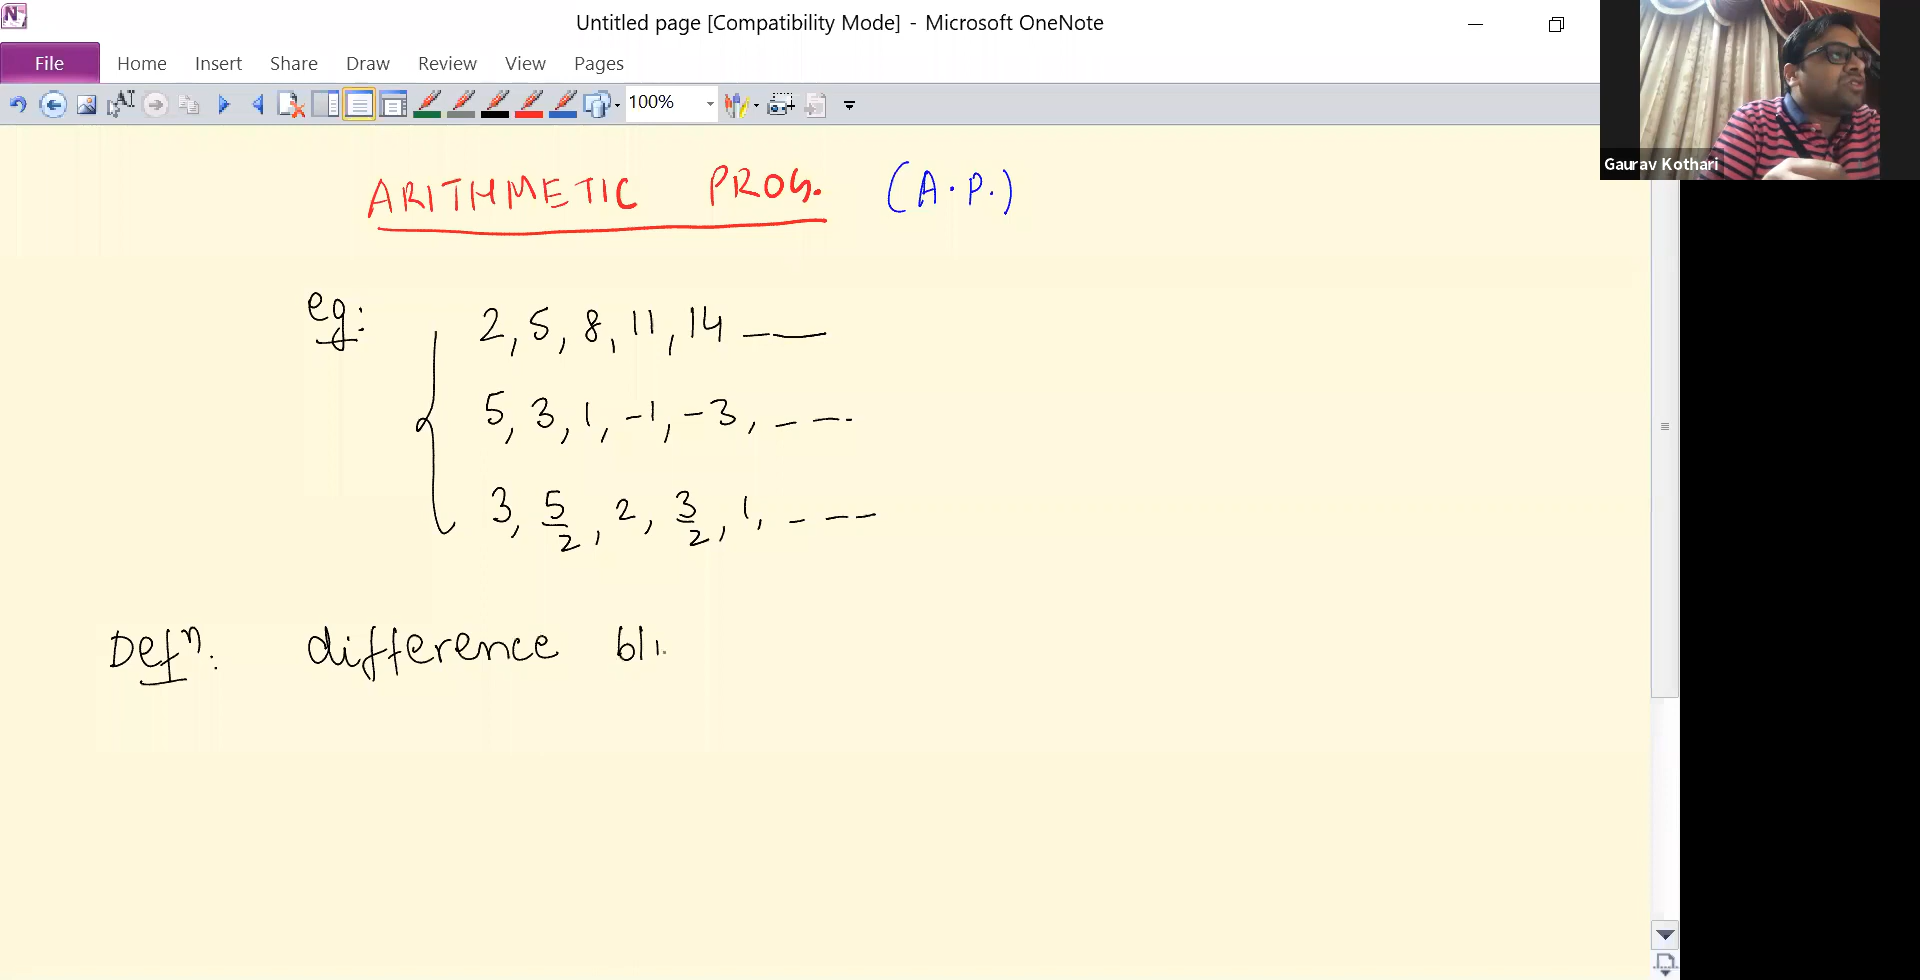 Untitled page [Compatibility Mode] - Microsoft OneNote
File Home Insert Share Draw Review View Pages
100%
Gaurav Kothari
ARITHMETIC PROG. (A.P.)
eg:
2, 5, 8, 11, 14 ——
5, 3, 1, -1, -3, - --
3, 5/2, 2, 3/2, 1, - --
Defⁿ: difference b/